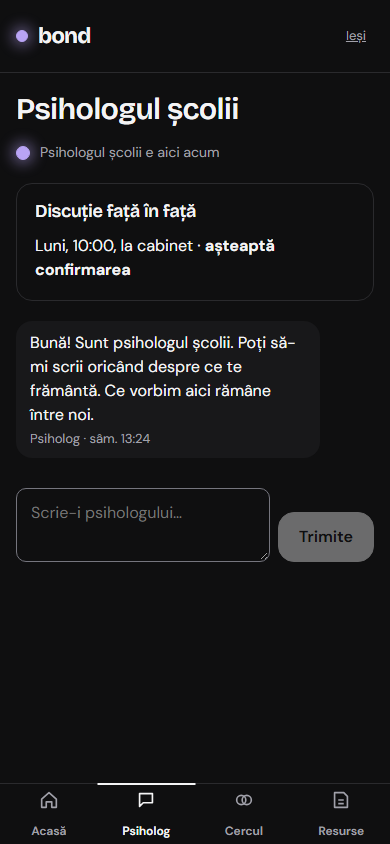 bond
Ieși
Psihologul școlii
Psihologul școlii e aici acum
Discuție față în față
Luni, 10:00, la cabinet · așteaptă
confirmarea
Bună! Sunt psihologul școlii. Poți să-
mi scrii oricând despre ce te
frământă. Ce vorbim aici rămâne
între noi.
Psiholog · sâm. 13:24
Scrie-i psihologului...
Trimite
Acasă
Psiholog
Cercul
Resurse